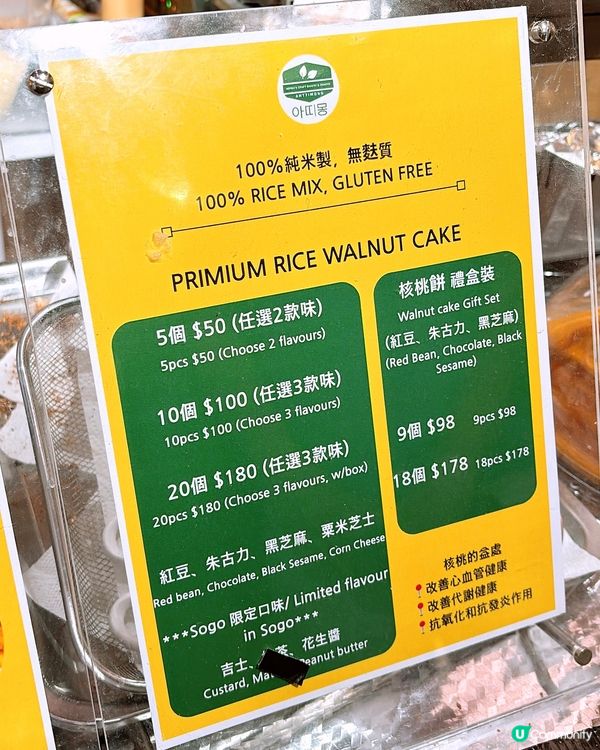 아띠몽
100%純米製，無麩質
100% RICE MIX, GLUTEN FREE
PRIMIUM RICE WALNUT CAKE
5個 $50 (任選2款味)
5pcs $50 (Choose 2 flavours)
10個 $100 (任選3款味)
10pcs $100 (Choose 3 flavours)
20個 $180 (任選3款味)
20pcs $180 (Choose 3 flavours, w/box)
紅豆、朱古力、黑芝麻、粟米芝士
Red bean, Chocolate, Black Sesame, Corn Cheese
***Sogo 限定口味/ Limited flavour
in Sogo***
吉士、 茶、花生醬
Custard, butter
核桃餅 禮盒裝
Walnut cake Gift Set
(紅豆、朱古力、黑芝麻)
(Red Bean, Chocolate, Black
Sesame)
9個 $98 9pcs $98
18個 $178 18pcs $178
核桃的益處
改善心血管健康
改善代謝健康
抗氧化和抗發炎作用
U Community